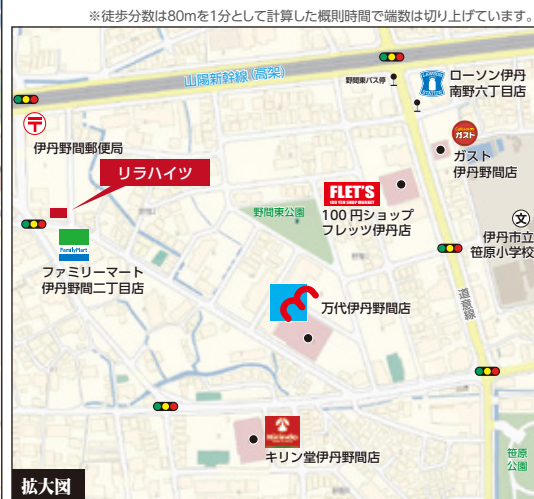 ※徒歩分数は80mを1分として計算した概則時間で端数は切り上げています。
山陽新幹線(高架)
野間東バス停
LAWSON
STATION
ローソン伊丹
南野六丁目店
伊丹野間郵便局
リラハイツ
ガスト
ガスト
伊丹野間店
FLET'S
100 YEN SHOP MARKET
100円ショップ
フレッツ伊丹店
野間東公園
文
伊丹市立
笹原小学校
FamilyMart
ファミリーマート
伊丹野間二丁目店
道意線
万代伊丹野間店
キリン堂伊丹野間店
笹原
公園
拡大図